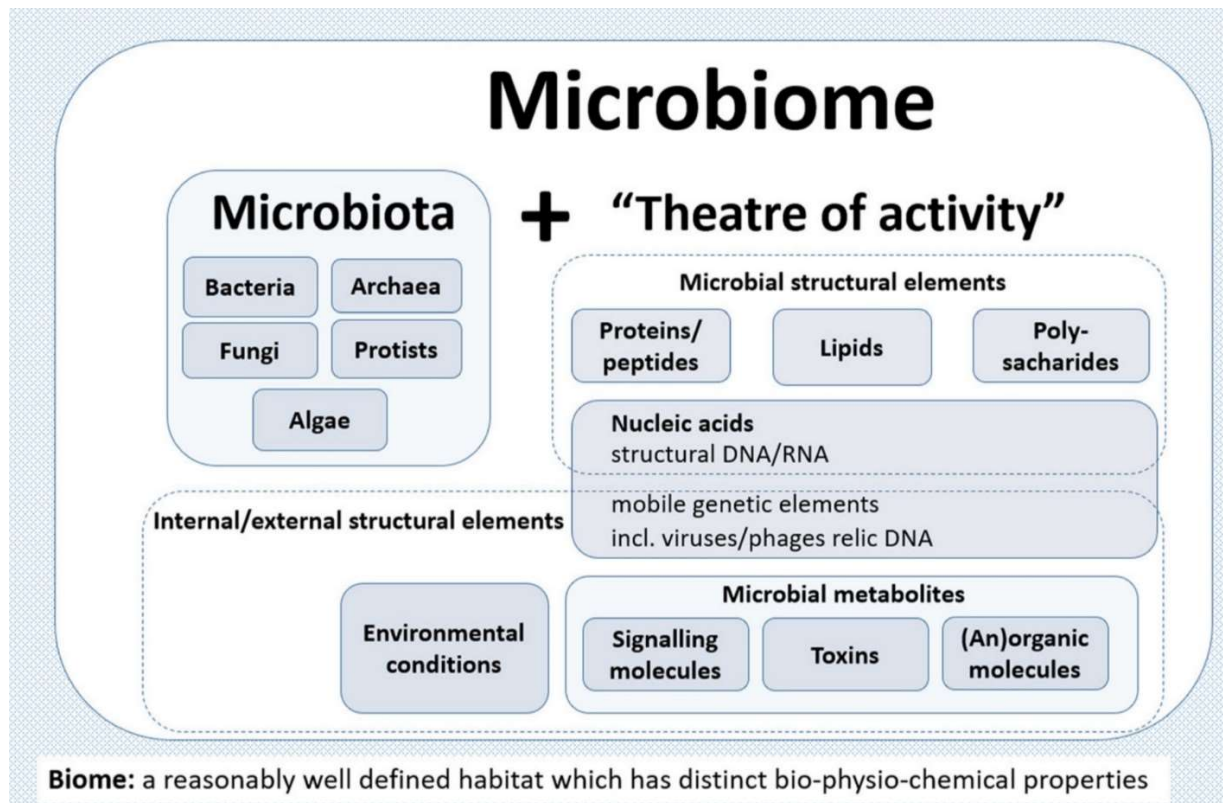 Microbiome
Microbiota
+
“Theatre of activity”
Bacteria
Archaea
Fungi
Protists
Algae
Microbial structural elements
Proteins/
peptides
Lipids
Poly-
sacharides
Nucleic acids
structural DNA/RNA
mobile genetic elements
incl. viruses/phages relic DNA
Internal/external structural elements
Environmental
conditions
Microbial metabolites
Signalling
molecules
Toxins
(An)organic
molecules
Biome: a reasonably well defined habitat which has distinct bio-physio-chemical properties